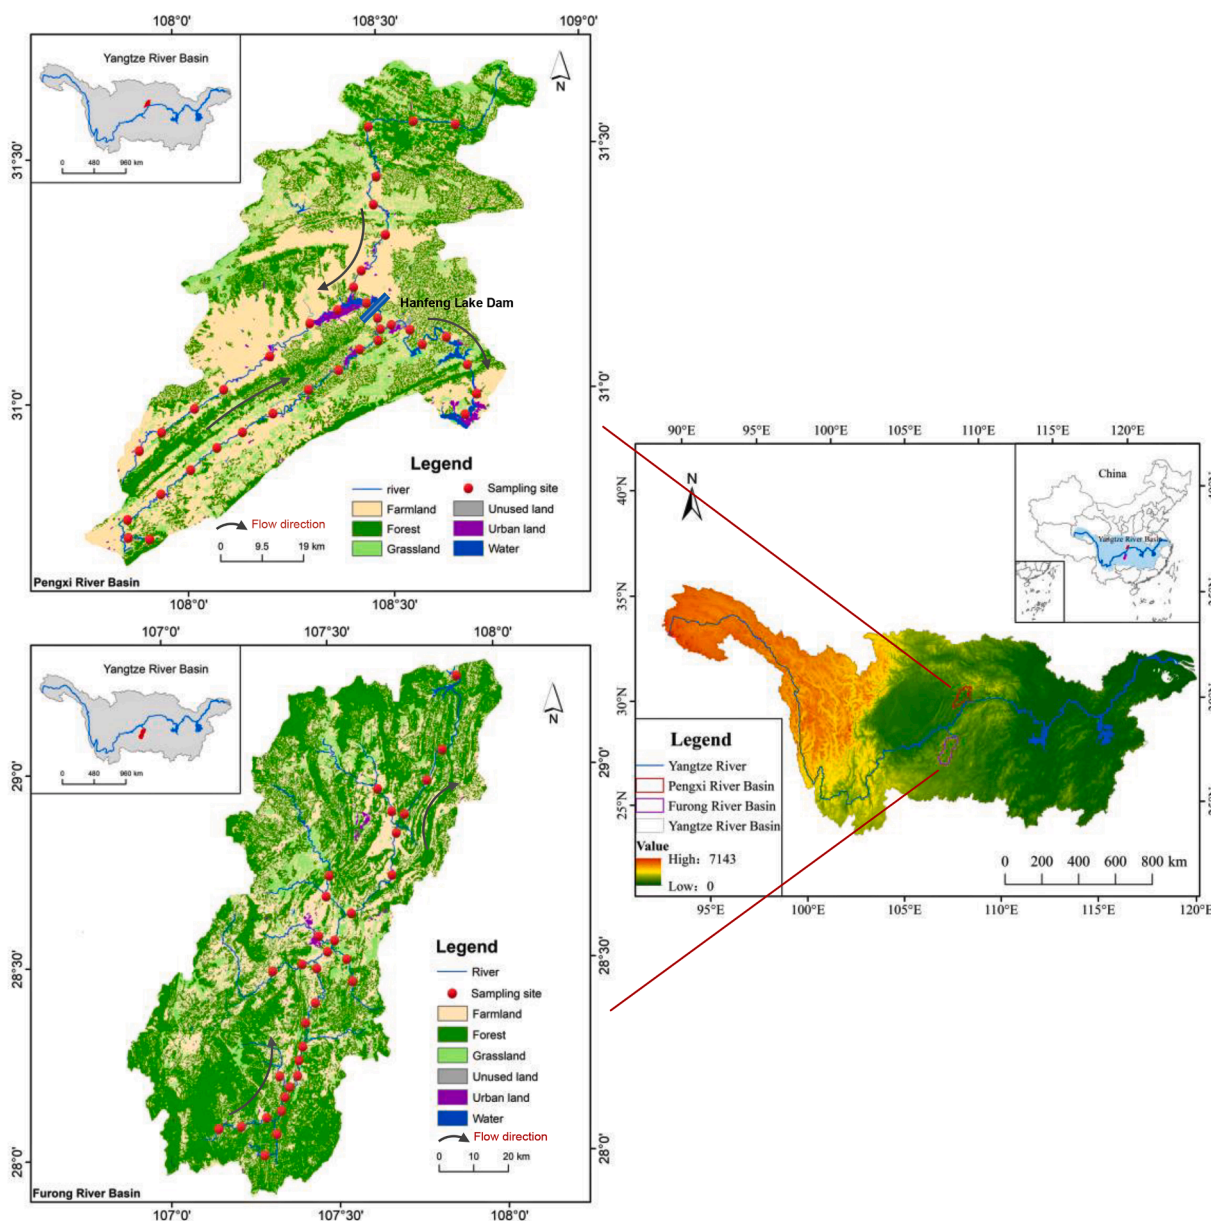 108°0'
108°30'
109°0'
Yangtze River Basin
0
480
960 km
N
31°30'
31°30'
Hanfeng Lake Dam
31°0'
31°0'
Legend
river
Sampling site
Farmland
Unused land
Forest
Urban land
Grassland
Water
Flow direction
0
9.5
19 km
Pengxi River Basin
108°0'
108°30'
107°0'
107°30'
108°0'
Yangtze River Basin
0
480
960 km
N
29°0'
29°0'
28°30'
28°30'
Legend
River
Sampling site
Farmland
Forest
Grassland
Unused land
Urban land
Water
Flow direction
0
10
20 km
28°0'
28°0'
Furong River Basin
107°0'
107°30'
108°0'
90°E
95°E
100°E
105°E
110°E
115°E
120°E
N
China
Yangtze River Basin
40°N
35°N
30°N
25°N
Legend
Yangtze River
Pengxi River Basin
Furong River Basin
Yangtze River Basin
Value
High: 7143
Low: 0
0
200
400
600
800 km
95°E
100°E
105°E
110°E
115°E
120°E